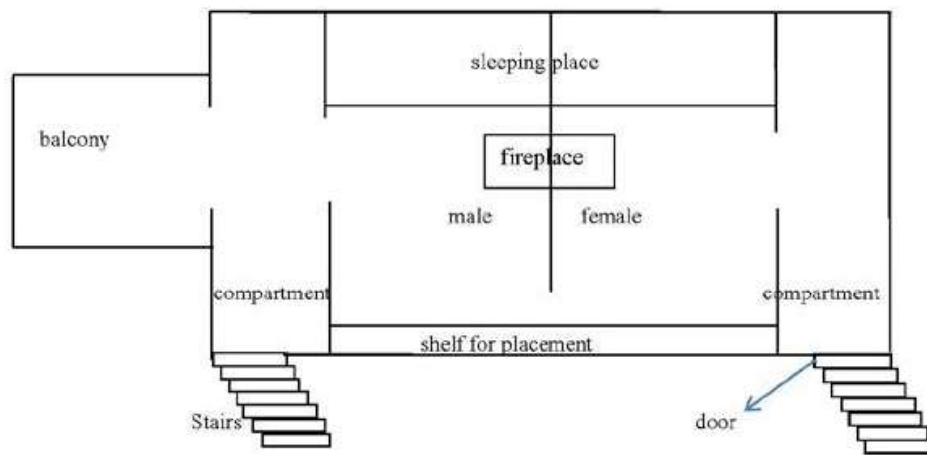 sleeping place
balcony
fireplace
male female
compartment compartment
shelf for placement
Stairs door